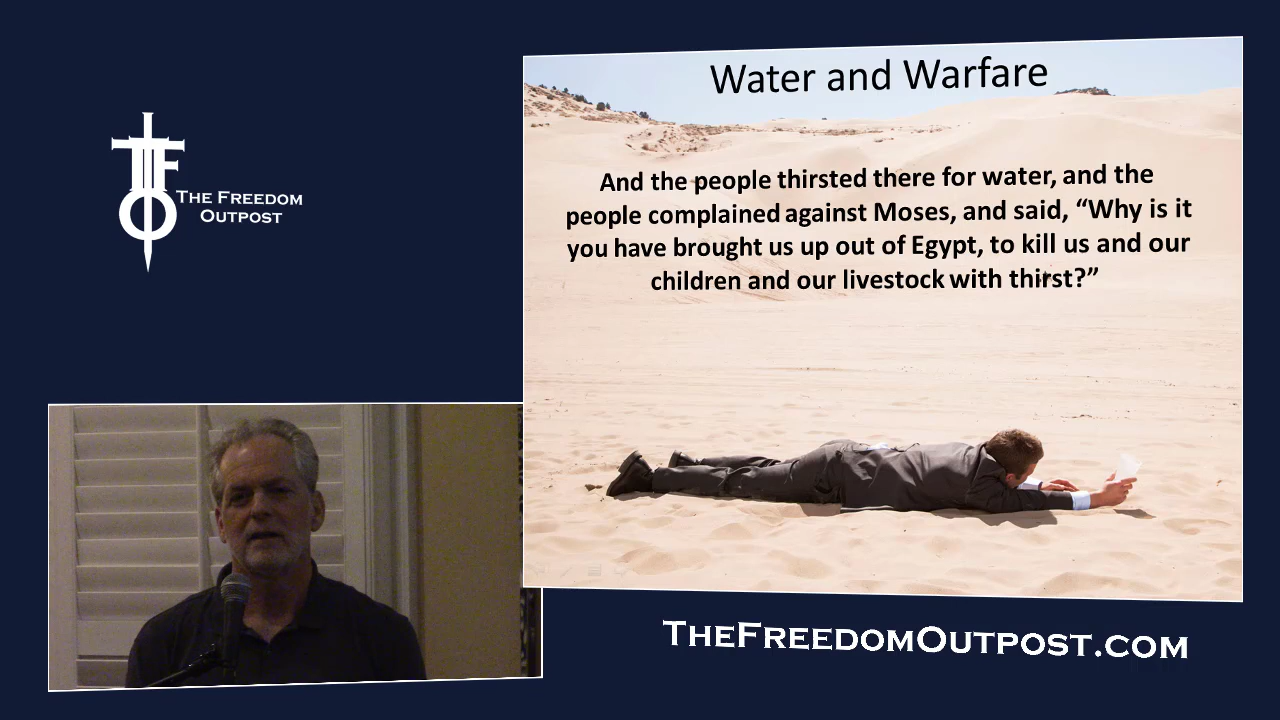 TF
THE FREEDOM
OUTPOST
Water and Warfare
And the people thirsted there for water, and the
people complained against Moses, and said, “Why is it
you have brought us up out of Egypt, to kill us and our
children and our livestock with thirst?”
THEFREEDOMOUTPOST.COM